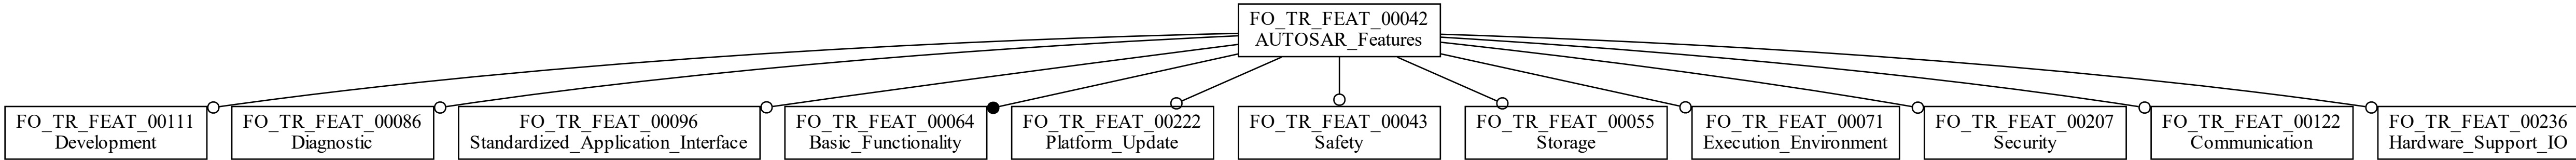 FO_TR_FEAT_00042
AUTOSAR_Features
FO_TR_FEAT_00111
Development
FO_TR_FEAT_00086
Diagnostic
FO_TR_FEAT_00096
Standardized_Application_Interface
FO_TR_FEAT_00064
Basic_Functionality
FO_TR_FEAT_00222
Platform_Update
FO_TR_FEAT_00043
Safety
FO_TR_FEAT_00055
Storage
FO_TR_FEAT_00071
Execution_Environment
FO_TR_FEAT_00207
Security
FO_TR_FEAT_00122
Communication
FO_TR_FEAT_00236
Hardware_Support_IO